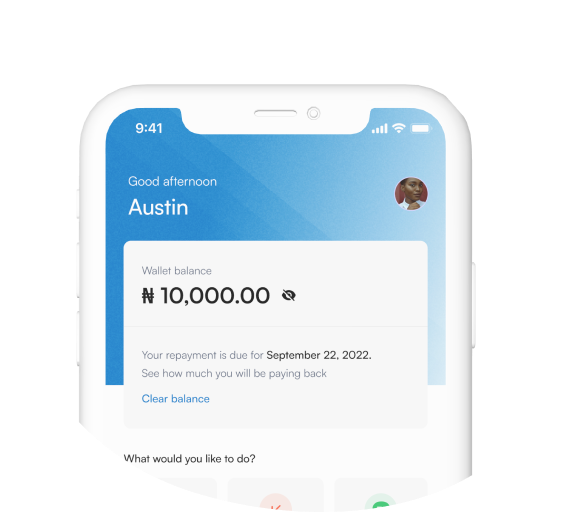 9:41
Good afternoon
Austin
Wallet balance
₦ 10,000.00
Your repayment is due for September 22, 2022.
See how much you will be paying back
Clear balance
What would you like to do?